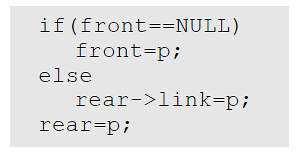 if(front==NULL)
front=p;
else
rear->link=p;
rear=p;